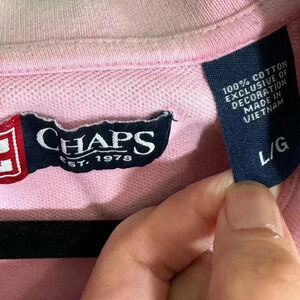 CHAPS
EST. 1978
100% COTTON
EXCLUSIVE OF
DECORATION
MADE IN
VIETNAM
L/G